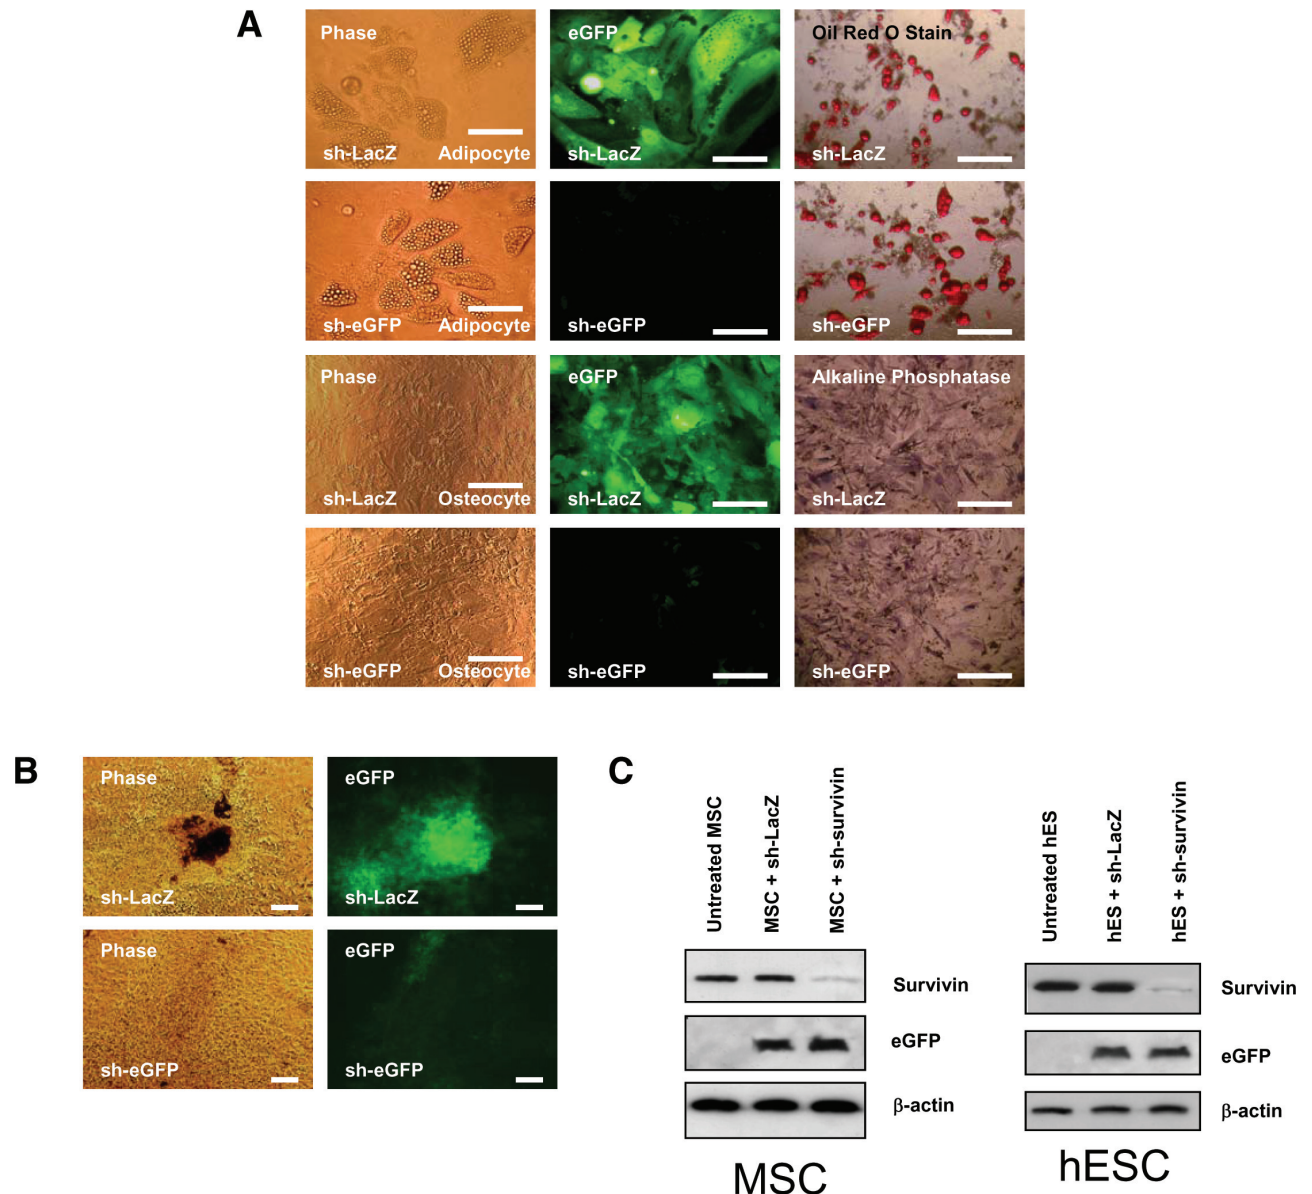 A
Phase
sh-LacZ Adipocyte
eGFP
sh-LacZ
Oil Red O Stain
sh-LacZ
sh-eGFP Adipocyte
sh-eGFP
sh-eGFP
Phase
sh-LacZ Osteocyte
eGFP
sh-LacZ
Alkaline Phosphatase
sh-LacZ
sh-eGFP Osteocyte
sh-eGFP
sh-eGFP
B
Phase
sh-LacZ
eGFP
sh-LacZ
Phase
sh-eGFP
eGFP
sh-eGFP
C
Untreated MSC
MSC + sh-LacZ
MSC + sh-survivin
Survivin
eGFP
β-actin
MSC
Untreated hES
hES + sh-LacZ
hES + sh-survivin
Survivin
eGFP
β-actin
hESC